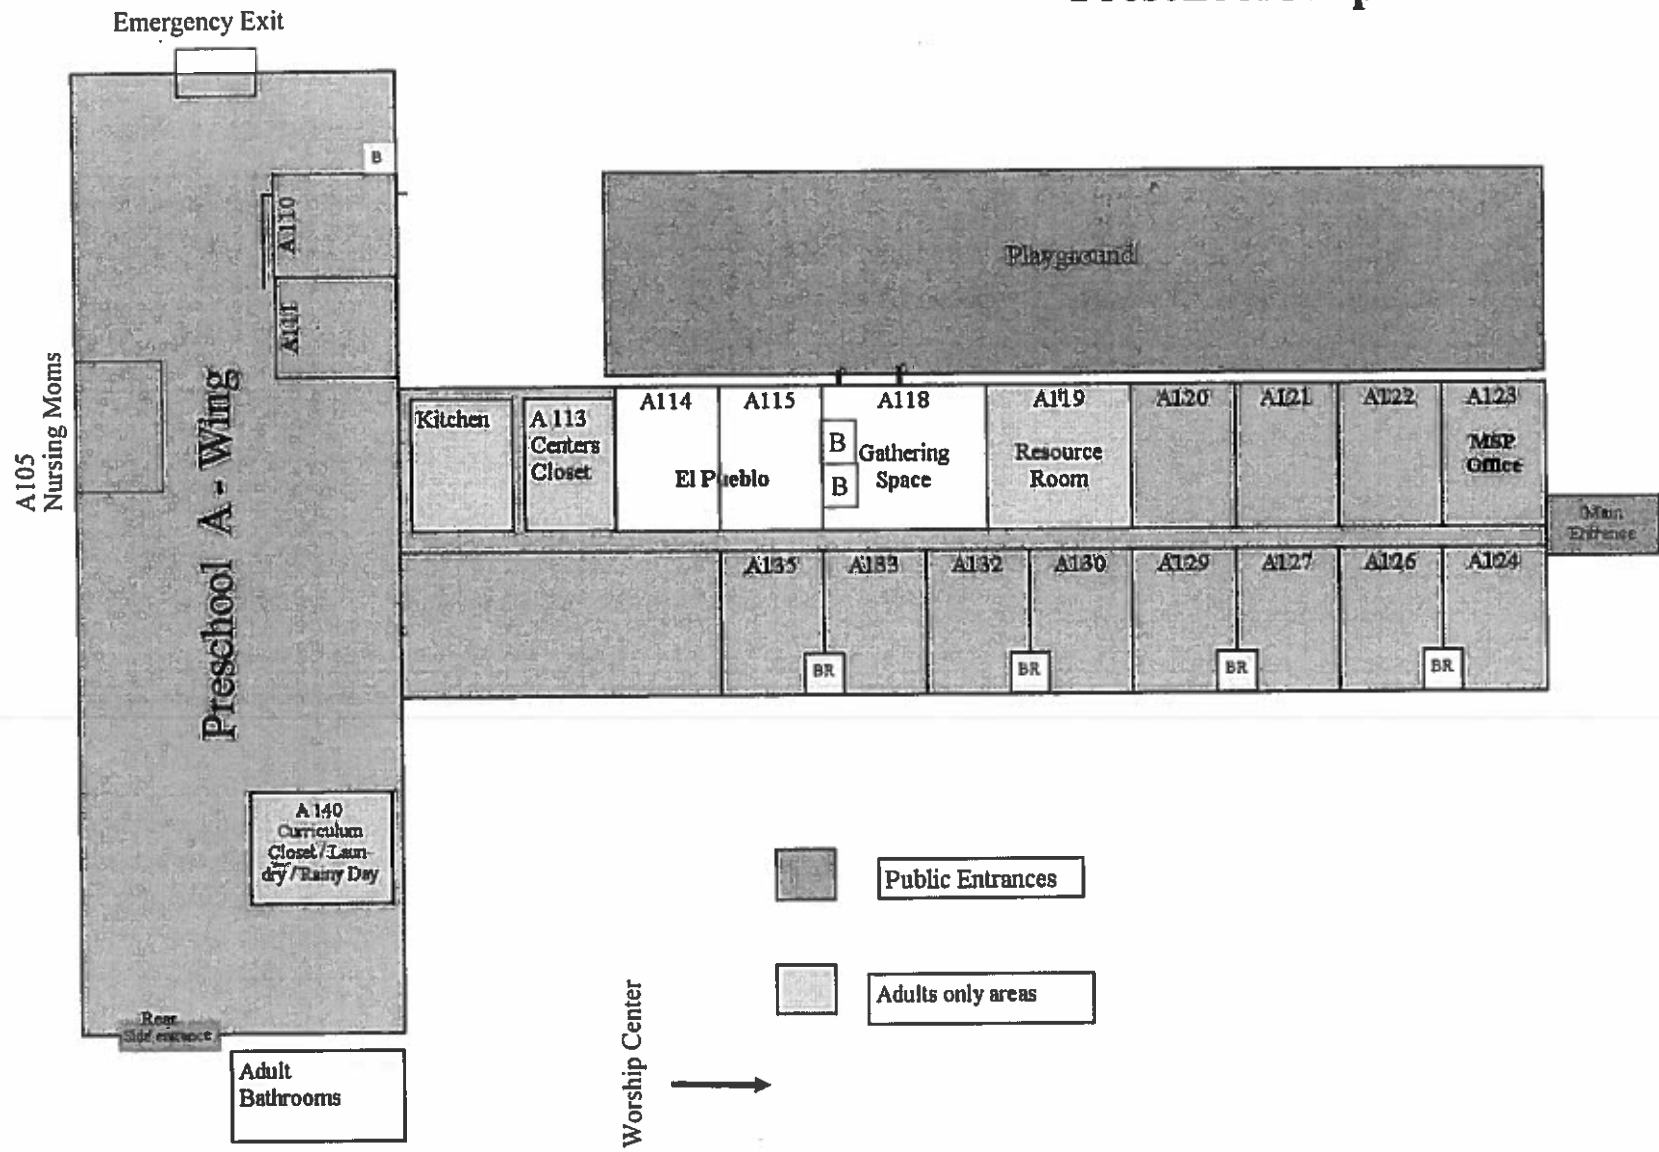 Emergency Exit
B
A110
A111
A105
Nursing Moms
Preschool A - Wing
Playground
Kitchen
A 113
Centers
Closet
A114
A115
El Pueblo
A118
B
B
Gathering
Space
A119
Resource
Room
A120
A121
A122
A123
MSP
Office
Main
Entrance
A135
A133
A132
A130
A129
A127
A126
A124
BR
BR
BR
BR
A 140
Curriculum
Closet/Laun-
dry/Rainy Day
Public Entrances
Adults only areas
Rear
Side entrance
Adult
Bathrooms
Worship Center